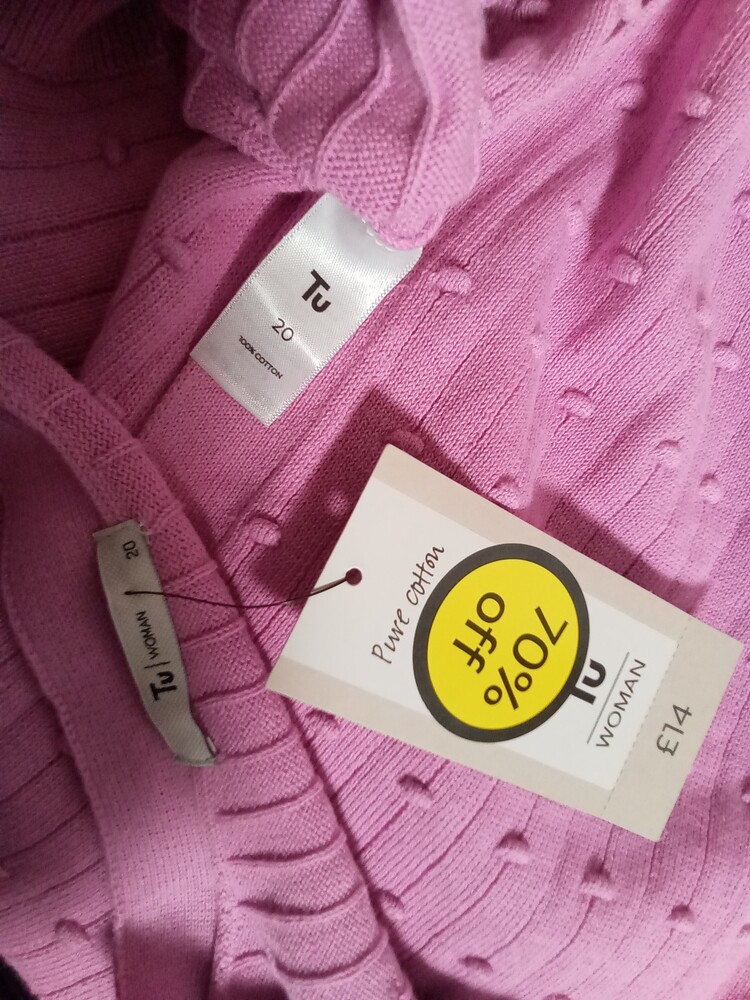 Tu
20
100% COTTON
20
Tu | WOMAN
Pure cotton
70%
off
Tu
WOMAN
£14